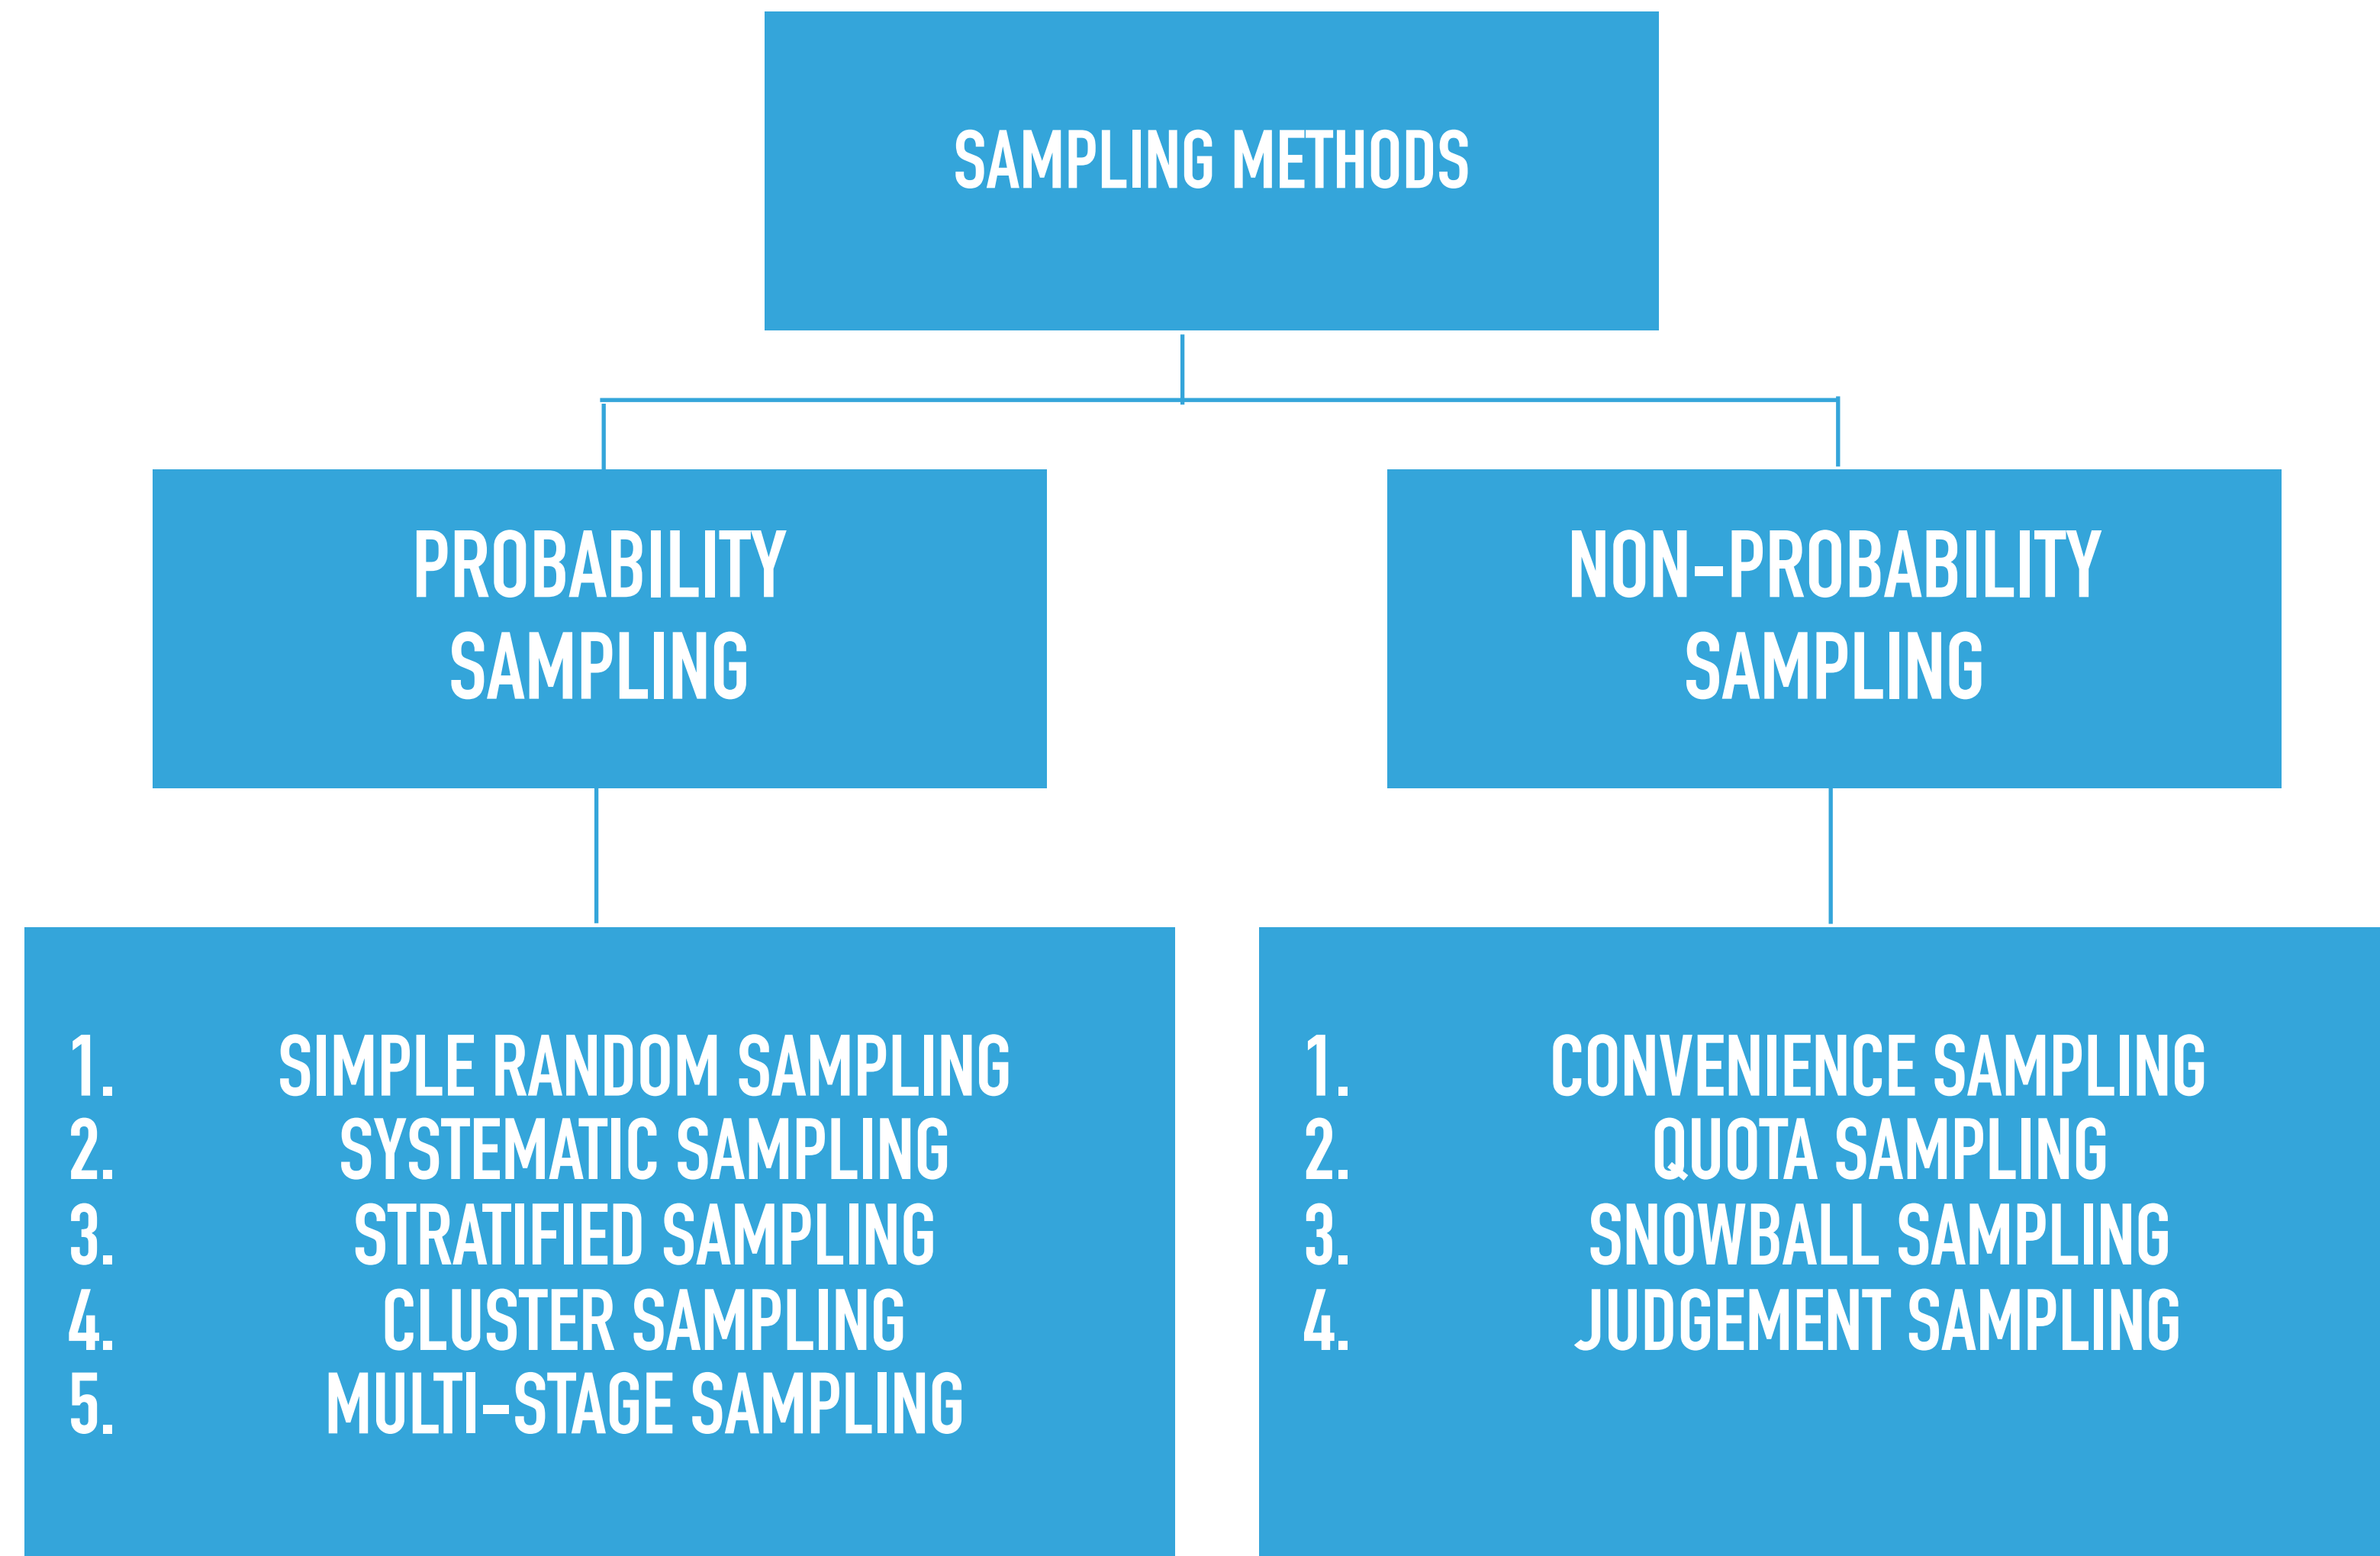 SAMPLING METHODS
PROBABILITY
SAMPLING
NON-PROBABILITY
SAMPLING
1. SIMPLE RANDOM SAMPLING
2. SYSTEMATIC SAMPLING
3. STRATIFIED SAMPLING
4. CLUSTER SAMPLING
5. MULTI-STAGE SAMPLING
1. CONVENIENCE SAMPLING
2. QUOTA SAMPLING
3. SNOWBALL SAMPLING
4. JUDGEMENT SAMPLING